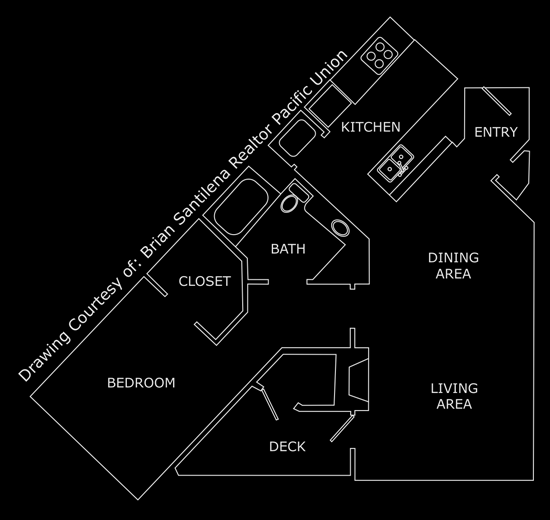 Drawing Courtesy of: Brian Santilena Realtor Pacific Union
KITCHEN
ENTRY
BATH
DINING
AREA
CLOSET
BEDROOM
LIVING
AREA
DECK